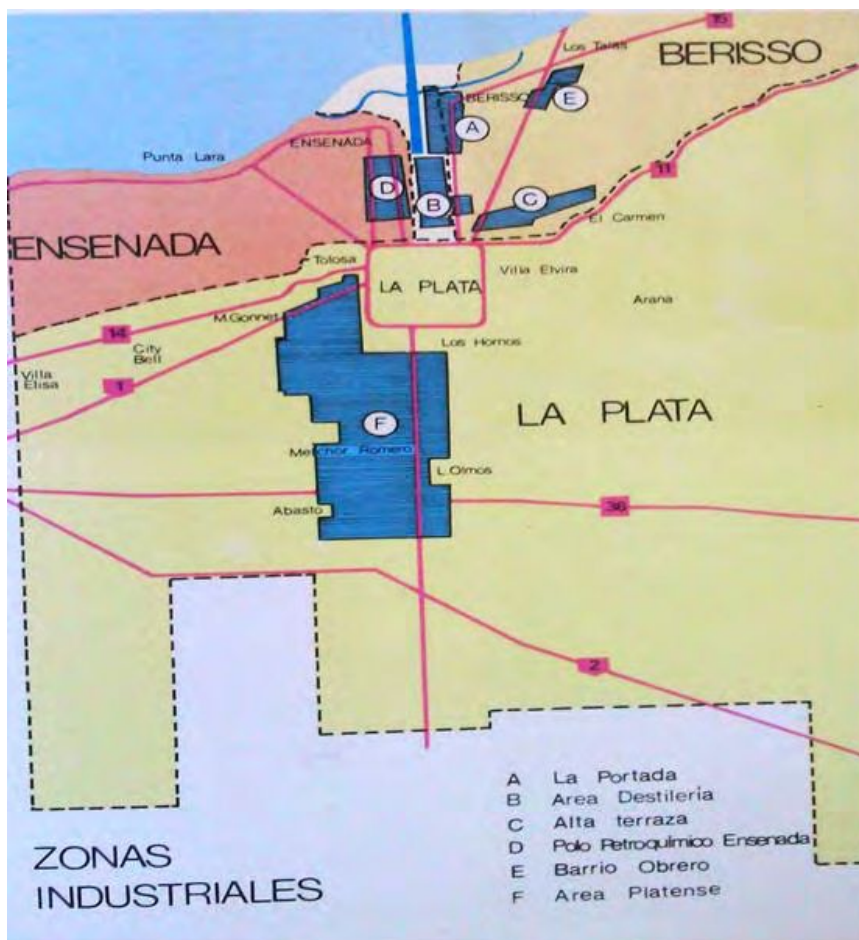 15
Los Talas
BERISSO
E
BERISSO
A
ENSENADA
Punta Lara
11
D
B
C
El Carmen
ENSENADA
Tolosa
Villa Elvira
LA PLATA
Arana
M.Gonnet
14
Los Hornos
City
Bell
Villa
Elisa
1
LA PLATA
F
Melchor Romero
L.Olmos
Abasto
36
2
A La Portada
B Area Destilería
C Alta terraza
D Polo Petroquímico Ensenada
E Barrio Obrero
F Area Platense
ZONAS
INDUSTRIALES